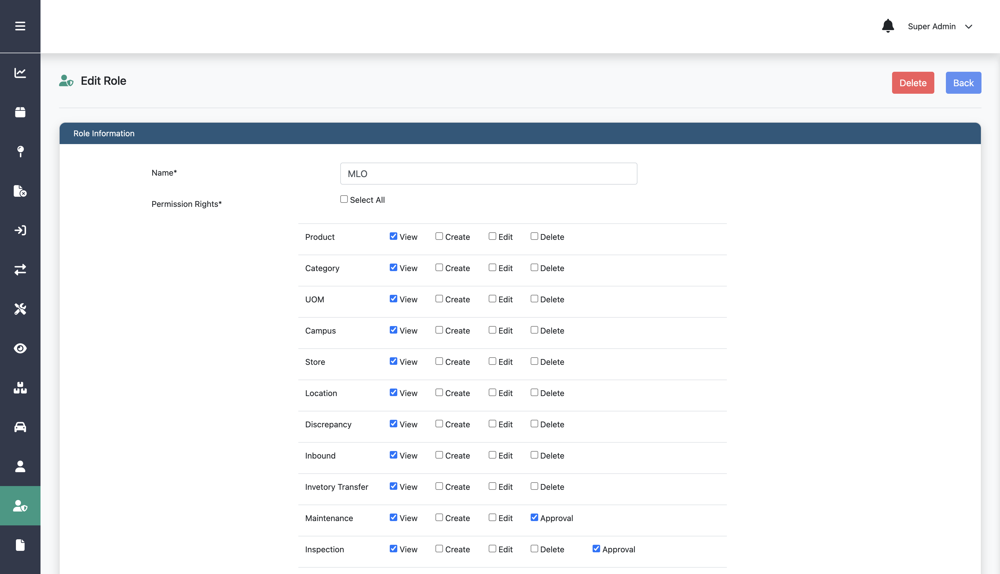 Super Admin
Edit Role
Delete
Back
Role Information
Name*
MLO
Permission Rights*
Select All
Product View Create Edit Delete
Category View Create Edit Delete
UOM View Create Edit Delete
Campus View Create Edit Delete
Store View Create Edit Delete
Location View Create Edit Delete
Discrepancy View Create Edit Delete
Inbound View Create Edit Delete
Invetory Transfer View Create Edit Delete
Maintenance View Create Edit Approval
Inspection View Create Edit Delete Approval